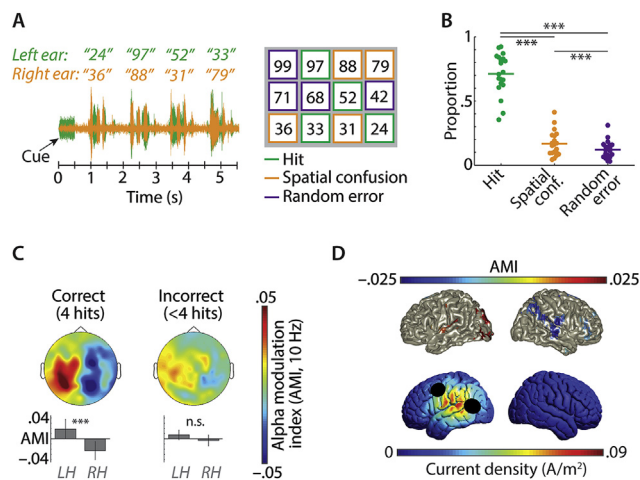 A
Left ear: "24" "97" "52" "33"
Right ear: "36" "88" "31" "79"
Cue
0 1 2 3 4 5
Time (s)
99 97 88 79
71 68 52 42
36 33 31 24
Hit
Spatial confusion
Random error
B
***
***
***
Proportion
1
.5
0
Hit
Spatial conf.
Random error
C
Correct
(4 hits)
Incorrect
(<4 hits)
.05
−.05
Alpha modulation
index (AMI, 10 Hz)
.04
AMI
−.04
***
n.s.
LH RH
LH RH
D
AMI
−.025 .025
0 .09
Current density (A/m²)